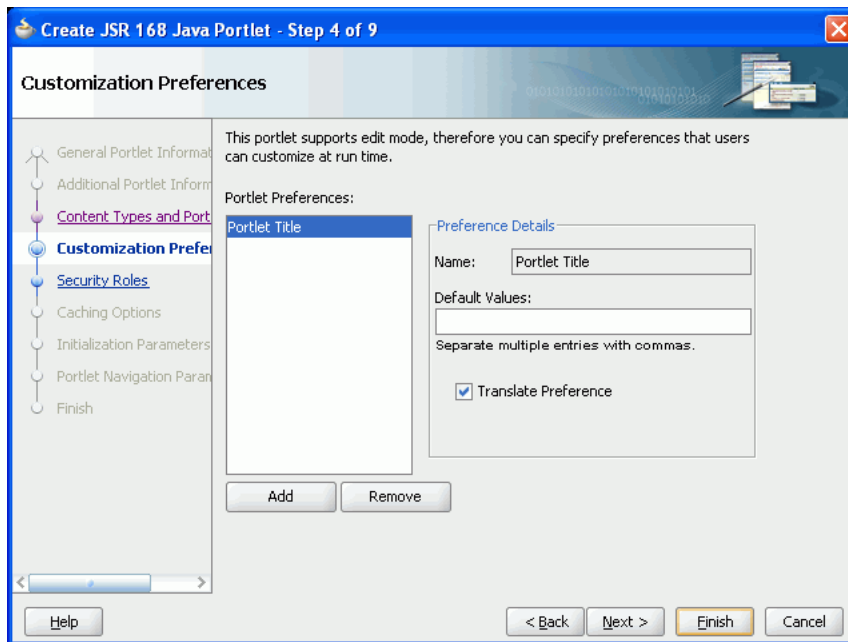 Create JSR 168 Java Portlet - Step 4 of 9
Customization Preferences
General Portlet Informat
Additional Portlet Inform
Content Types and Port
Customization Prefer
Security Roles
Caching Options
Initialization Parameters
Portlet Navigation Param
Finish
This portlet supports edit mode, therefore you can specify preferences that users
can customize at run time.
Portlet Preferences:
Portlet Title
Preference Details
Name: Portlet Title
Default Values:
Separate multiple entries with commas.
Translate Preference
Add Remove
Help < Back Next > Finish Cancel